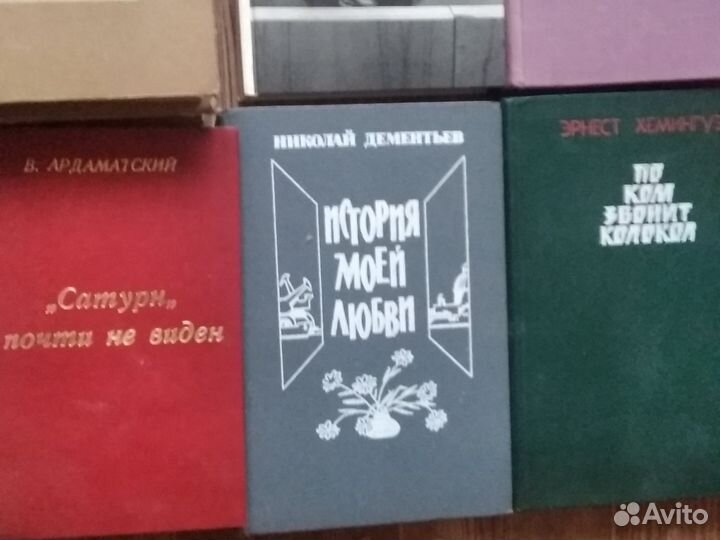 В. АРДАМАТСКИЙ
„Сатурн„
почти не виден
НИКОЛАЙ ДЕМЕНТЬЕВ
ИСТОРИЯ
МОЕЙ
ЛЮБВИ
ЭРНЕСТ ХЕМИНГУЭ
ПО
КОМ
ЗВОНИТ
КОЛОКОЛ
Avito